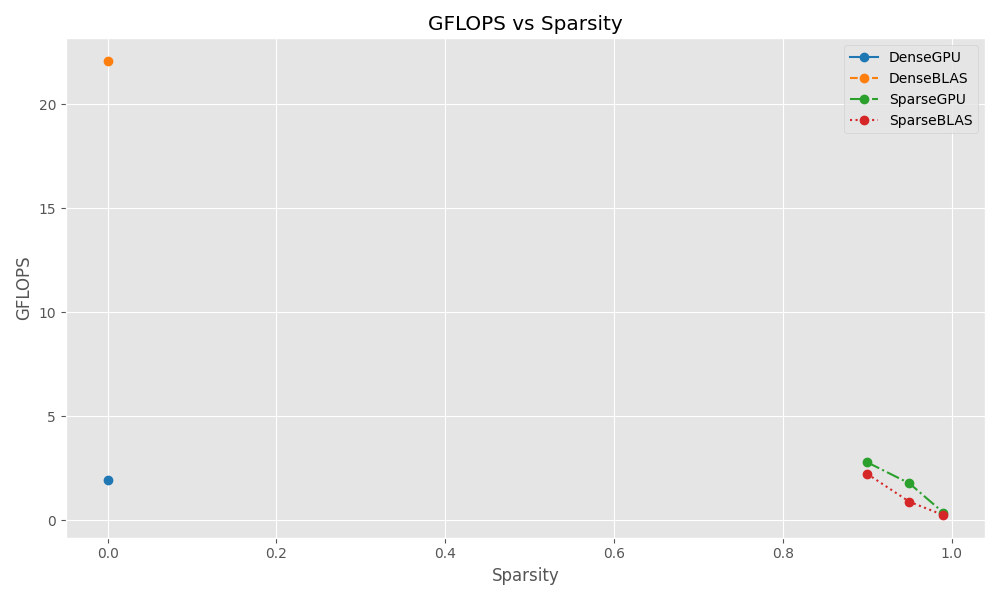 GFLOPS vs Sparsity
DenseGPU
DenseBLAS
SparseGPU
SparseBLAS
GFLOPS
20
15
10
5
0
0.0 0.2 0.4 0.6 0.8 1.0
Sparsity